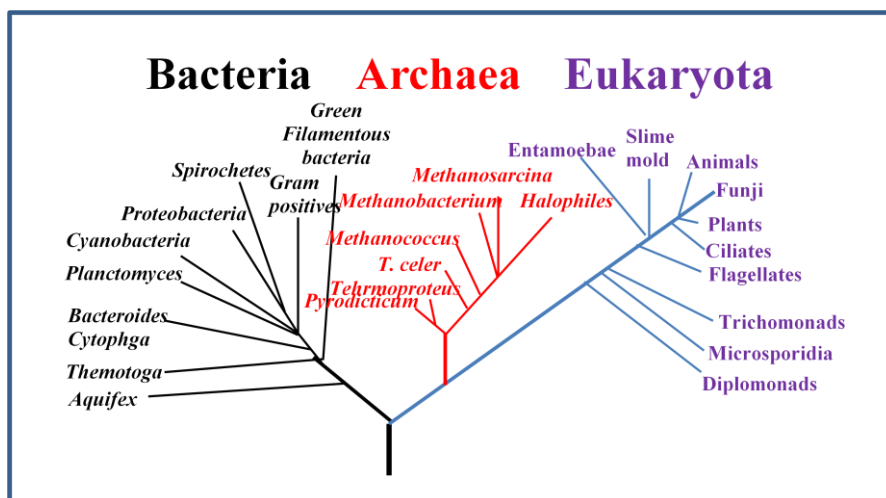 Bacteria Archaea Eukaryota
Green
Filamentous
bacteria
Spirochetes
Gram
positives
Proteobacteria
Cyanobacteria
Planctomyces
Bacteroides
Cytophga
Themotoga
Aquifex
Methanosarcina
Methanobacterium
Halophiles
Methanococcus
T. celer
Tehrmoproteus
Pyrodicticum
Entamoebae
Slime
mold
Animals
Funji
Plants
Ciliates
Flagellates
Trichomonads
Microsporidia
Diplomonads